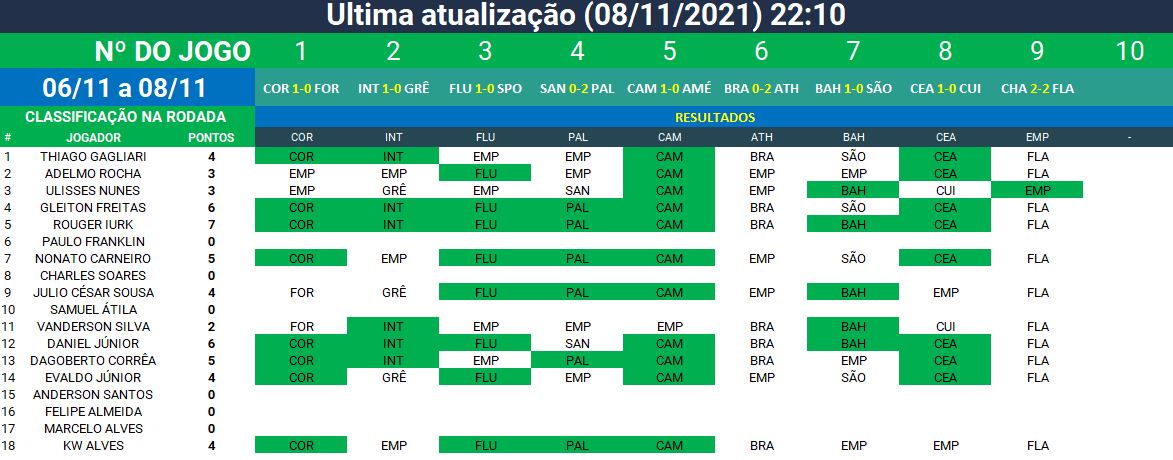 Ultima atualização (08/11/2021) 22:10
Nº DO JOGO 1 2 3 4 5 6 7 8 9 10
06/11 a 08/11 COR 1-0 FOR INT 1-0 GRÊ FLU 1-0 SPO SAN 0-2 PAL CAM 1-0 AMÉ BRA 0-2 ATH BAH 1-0 SÃO CEA 1-0 CUI CHA 2-2 FLA
CLASSIFICAÇÃO NA RODADA RESULTADOS
# JOGADOR PONTOS COR INT FLU PAL CAM ATH BAH CEA EMP -
1 THIAGO GAGLIARI 4 COR INT EMP EMP CAM BRA SÃO CEA FLA
2 ADELMO ROCHA 3 EMP EMP FLU EMP CAM EMP EMP CEA FLA
3 ULISSES NUNES 3 EMP GRÊ EMP SAN CAM EMP BAH CUI EMP
4 GLEITON FREITAS 6 COR INT FLU PAL CAM BRA SÃO CEA FLA
5 ROUGER IURK 7 COR INT FLU PAL CAM BRA BAH CEA FLA
6 PAULO FRANKLIN 0
7 NONATO CARNEIRO 5 COR EMP FLU PAL CAM EMP SÃO CEA FLA
8 CHARLES SOARES 0
9 JULIO CÉSAR SOUSA 4 FOR GRÊ FLU PAL CAM EMP BAH EMP FLA
10 SAMUEL ÁTILA 0
11 VANDERSON SILVA 2 FOR INT EMP EMP EMP BRA BAH CUI FLA
12 DANIEL JÚNIOR 6 COR INT FLU SAN CAM BRA BAH CEA FLA
13 DAGOBERTO CORRÊA 5 COR INT EMP PAL CAM BRA EMP CEA FLA
14 EVALDO JÚNIOR 4 COR GRÊ FLU EMP CAM EMP SÃO CEA FLA
15 ANDERSON SANTOS 0
16 FELIPE ALMEIDA 0
17 MARCELO ALVES 0
18 KW ALVES 4 COR EMP FLU PAL CAM BRA EMP EMP FLA